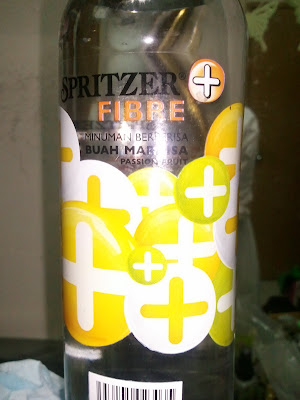 SPRITZER®
FIBRE
MINUMAN BERPERISA
BUAH MARKISA
PASSION FRUIT